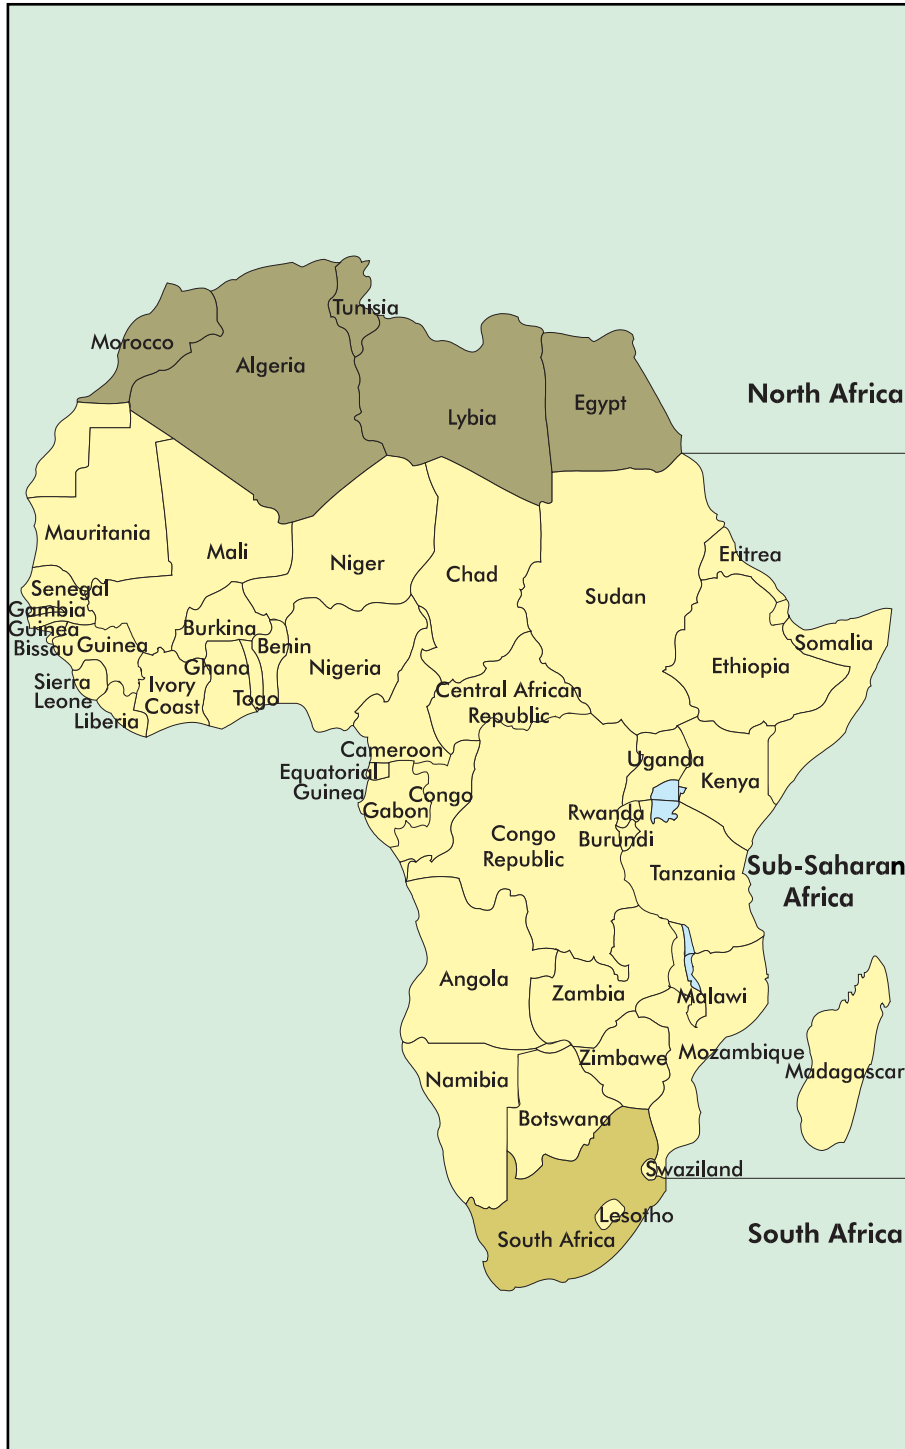 Tunisia
Morocco
Algeria
Lybia
Egypt
North Africa
Mauritania
Mali
Niger
Chad
Sudan
Eritrea
Senegal
Gambia
Guinea
Bissau
Guinea
Burkina
Benin
Nigeria
Ghana
Togo
Ivory
Coast
Sierra
Leone
Liberia
Somalia
Ethiopia
Central African
Republic
Cameroon
Equatorial
Guinea
Gabon
Congo
Uganda
Kenya
Rwanda
Burundi
Congo
Republic
Tanzania
Sub-Saharan
Africa
Angola
Zambia
Malawi
Mozambique
Zimbawe
Madagascar
Namibia
Botswana
Swaziland
Lesotho
South Africa
South Africa